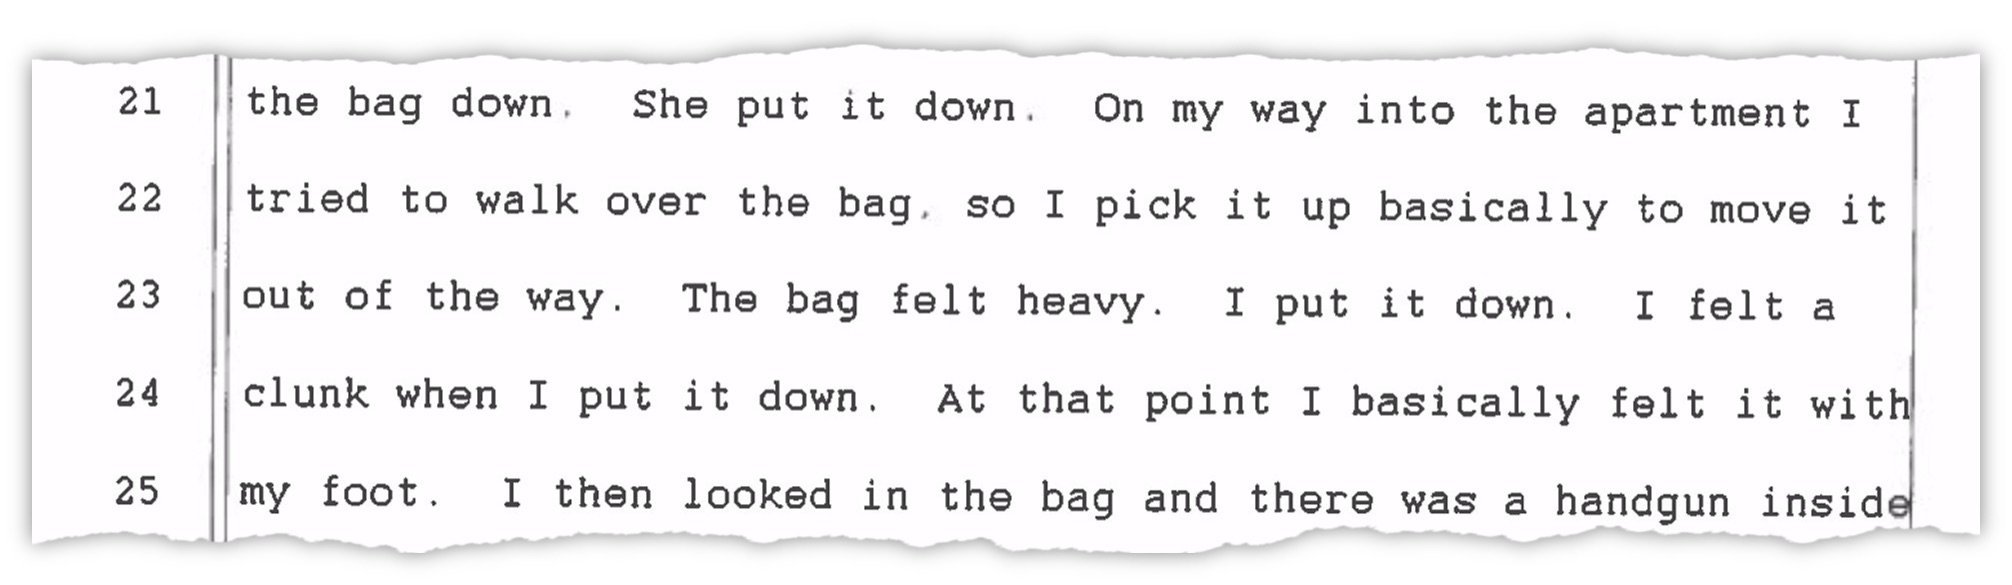 21 the bag down. She put it down. On my way into the apartment I
22 tried to walk over the bag, so I pick it up basically to move it
23 out of the way. The bag felt heavy. I put it down. I felt a
24 clunk when I put it down. At that point I basically felt it with
25 my foot. I then looked in the bag and there was a handgun inside